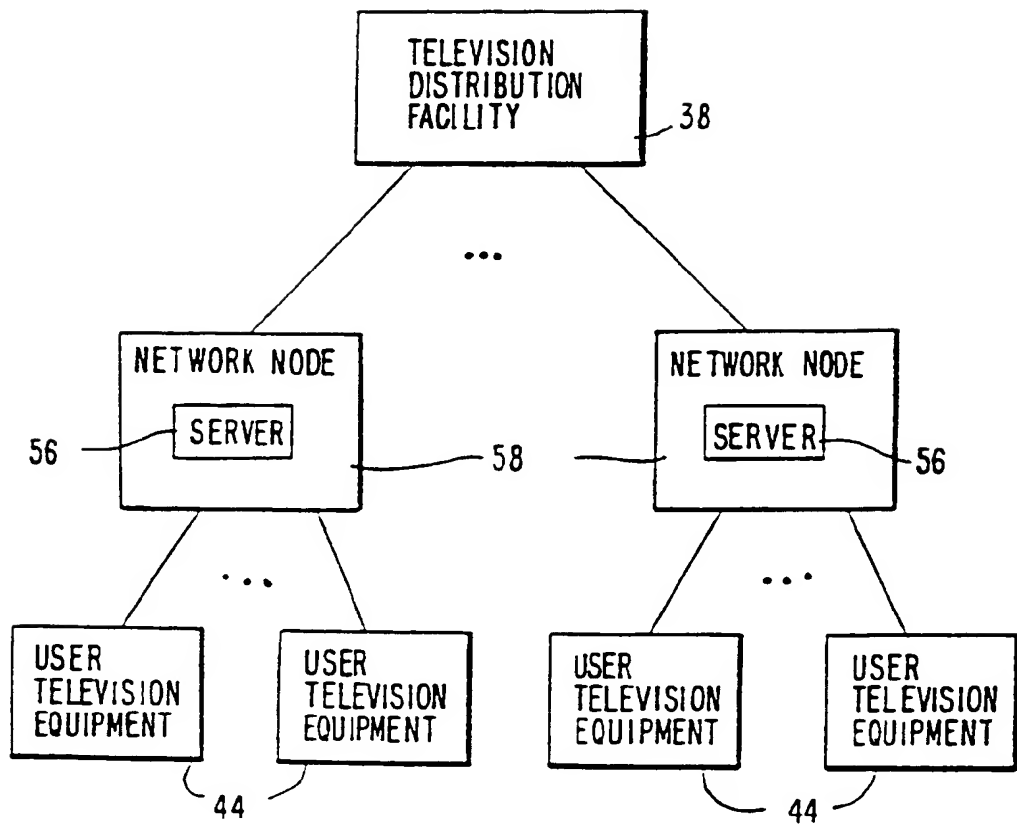 TELEVISION
DISTRIBUTION
FACILITY
38
...
NETWORK NODE
SERVER
56
58
NETWORK NODE
SERVER
56
...
...
USER
TELEVISION
EQUIPMENT
USER
TELEVISION
EQUIPMENT
USER
TELEVISION
EQUIPMENT
USER
TELEVISION
EQUIPMENT
44
44